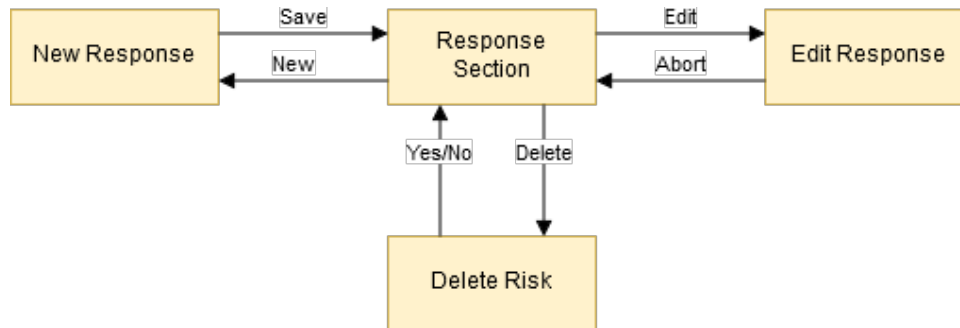 Save
Edit
New Response
Response
Section
Edit Response
New
Abort
Yes/No
Delete
Delete Risk